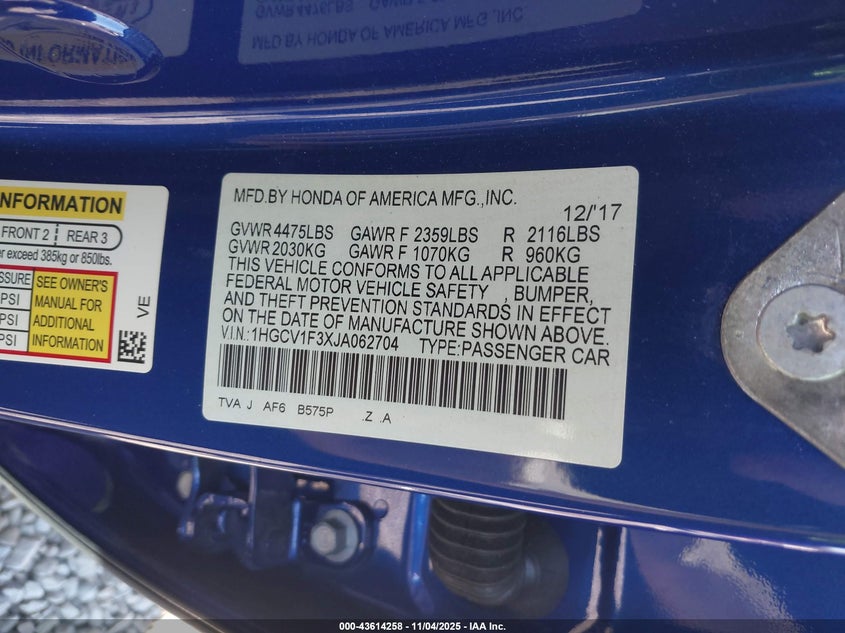 MFD.BY HONDA OF AMERICA MFG.,INC.
12/'17
GVWR 4475LBS GAWR F 2359LBS R 2116LBS
GVWR 2030KG GAWR F 1070KG R 960KG
THIS VEHICLE CONFORMS TO ALL APPLICABLE
FEDERAL MOTOR VEHICLE SAFETY , BUMPER,
AND THEFT PREVENTION STANDARDS IN EFFECT
ON THE DATE OF MANUFACTURE SHOWN ABOVE.
V.I.N.:1HGCV1F3XJA062704 TYPE:PASSENGER CAR
TVA J AF6 B575P .Z .A
NFORMATION
FRONT 2 REAR 3
er exceed 385kg or 850lbs.
SSURE
PSI
PSI
PSI
SEE OWNER'S
MANUAL FOR
ADDITIONAL
INFORMATION
VE
000-43614258 - 11/04/2025 - IAA Inc.